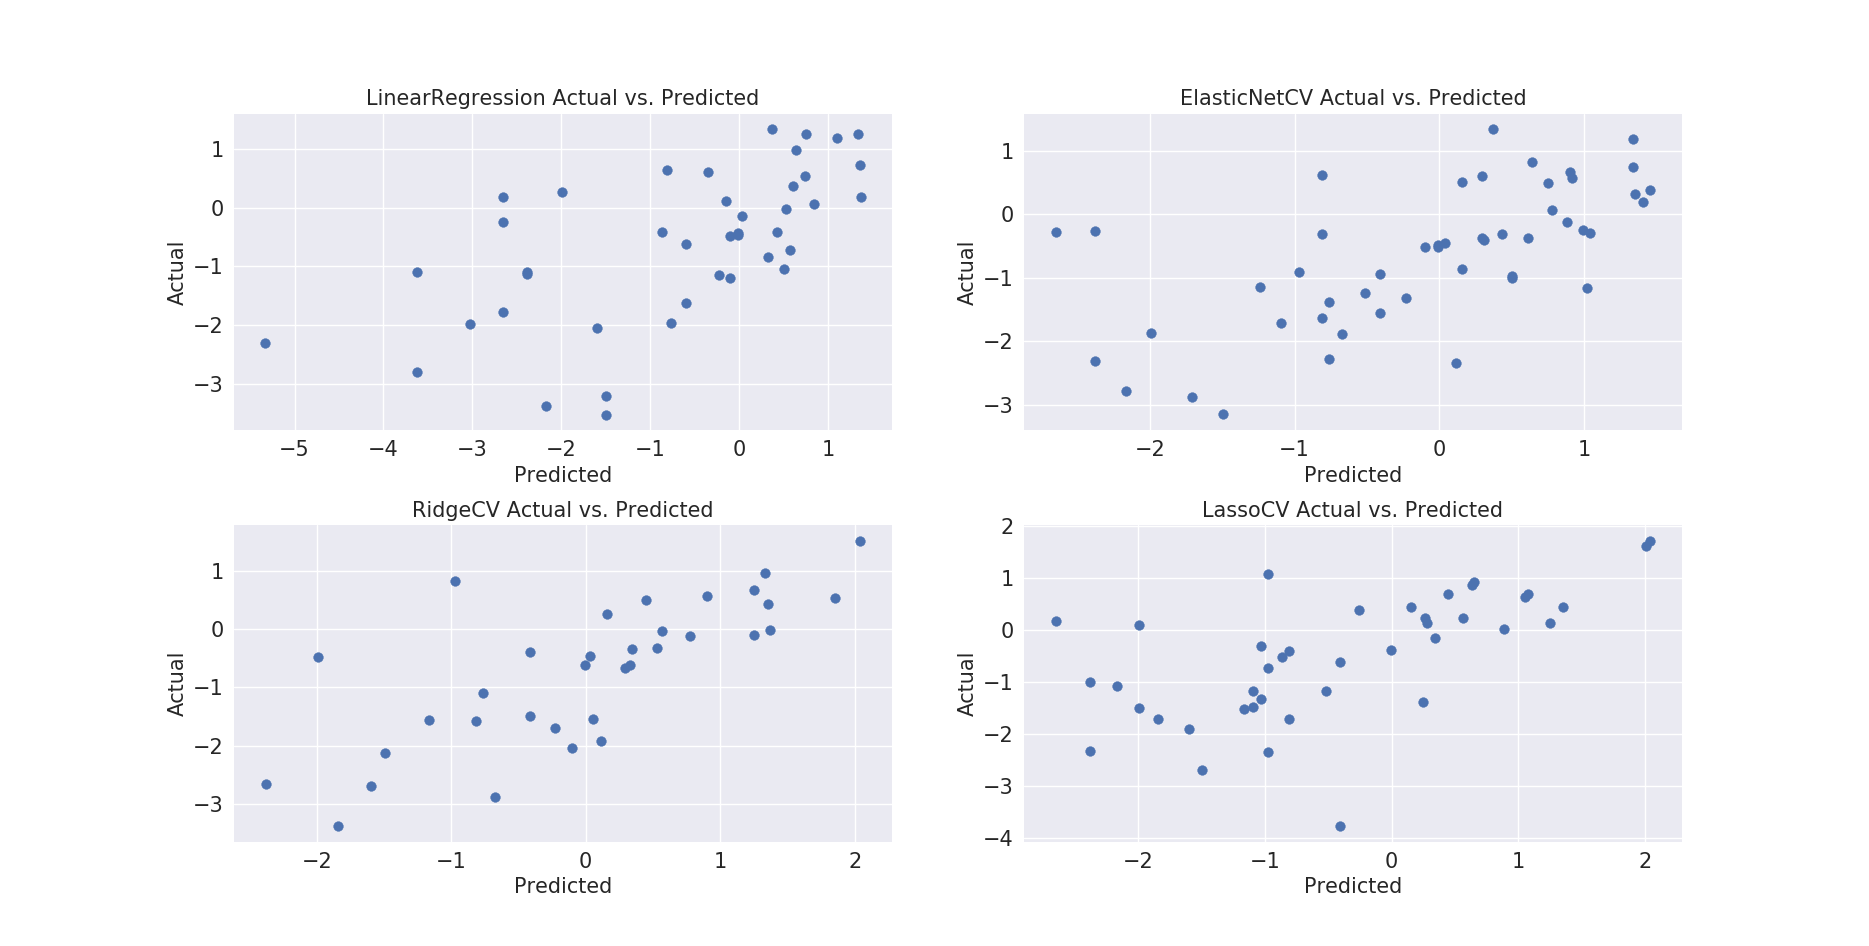 LinearRegression Actual vs. Predicted
1
0
−1
−2
−3
Actual
−5 −4 −3 −2 −1 0 1
Predicted
ElasticNetCV Actual vs. Predicted
1
0
−1
−2
−3
Actual
−2 −1 0 1
Predicted
RidgeCV Actual vs. Predicted
1
0
−1
−2
−3
Actual
−2 −1 0 1 2
Predicted
LassoCV Actual vs. Predicted
2
1
0
−1
−2
−3
−4
Actual
−2 −1 0 1 2
Predicted